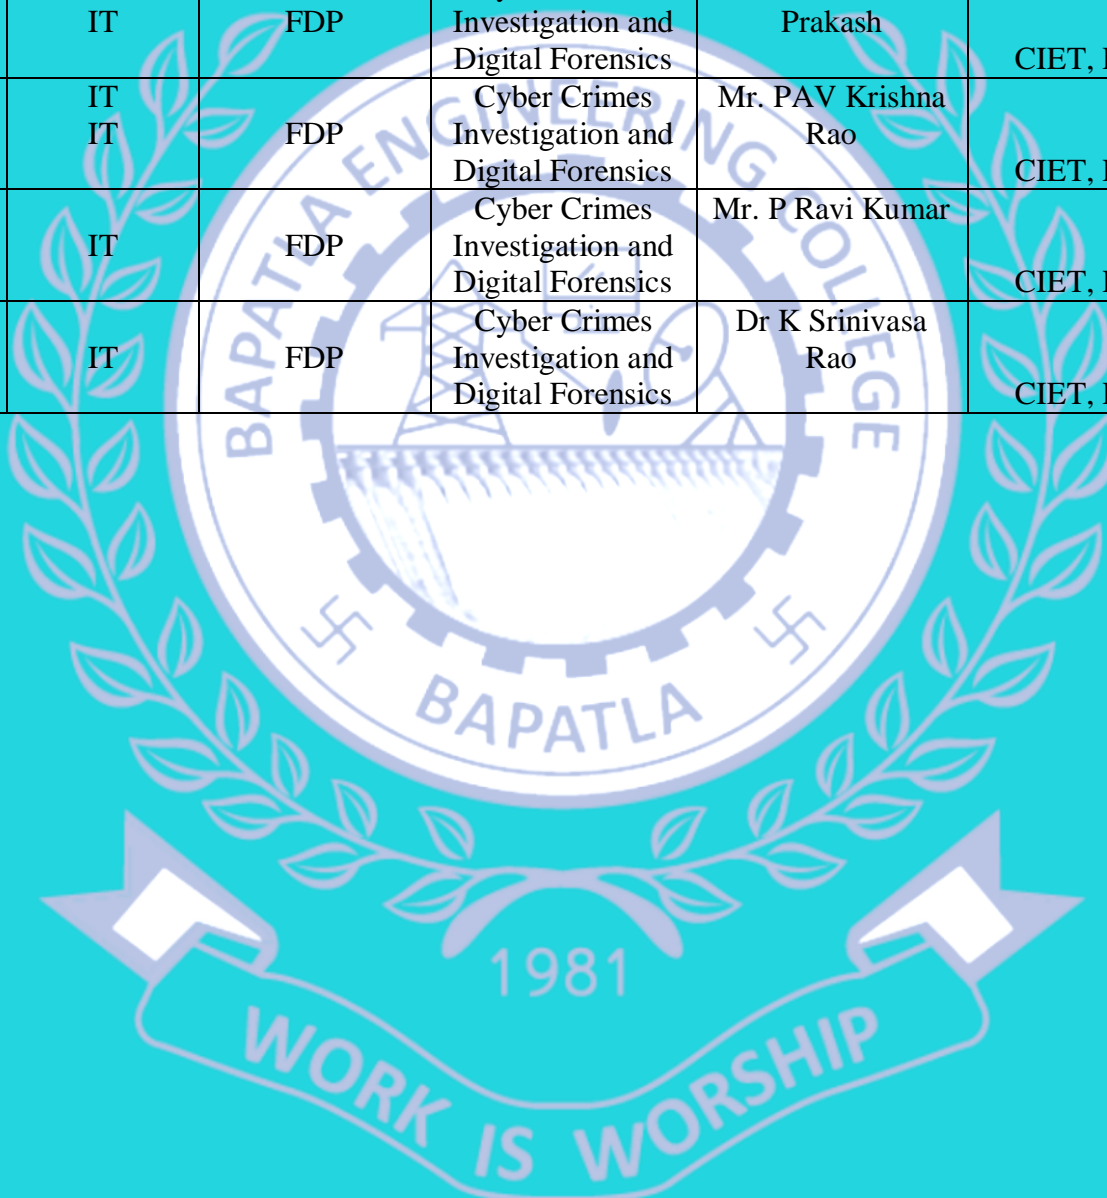 IT FDP Investigation and Prakash
Digital Forensics CIET,
IT Cyber Crimes Mr. PAV Krishna
IT FDP Investigation and Rao
Digital Forensics CIET,
Cyber Crimes Mr. P Ravi Kumar
IT FDP Investigation and
Digital Forensics CIET,
Cyber Crimes Dr K Srinivasa
IT FDP Investigation and Rao
Digital Forensics CIET,
BAPATLA ENGINEERING COLLEGE
BAPATLA
1981
WORK IS WORSHIP